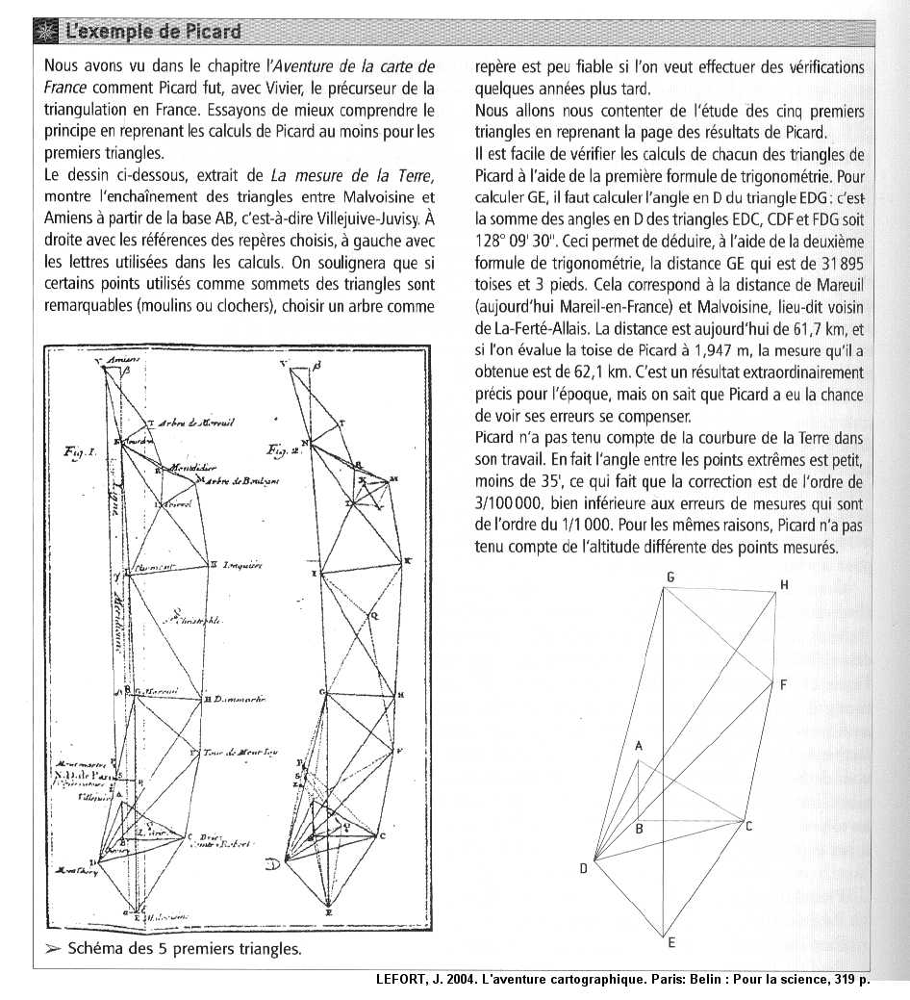 L'exemple de Picard
Nous avons vu dans le chapitre l'Aventure de la carte de
France comment Picard fut, avec Vivier, le précurseur de la
triangulation en France. Essayons de mieux comprendre le
principe en reprenant les calculs de Picard au moins pour les
premiers triangles.
Le dessin ci-dessous, extrait de La mesure de la Terre,
montre l'enchaînement des triangles entre Malvoisine et
Amiens à partir de la base AB, c'est-à-dire Villejuive-Juvisy. À
droite avec les références des repères choisis, à gauche avec
les lettres utilisées dans les calculs. On soulignera que si
certains points utilisés comme sommets des triangles sont
remarquables (moulins ou clochers), choisir un arbre comme
repère est peu fiable si l'on veut effectuer des vérifications
quelques années plus tard.
Nous allons nous contenter de l'étude des cinq premiers
triangles en reprenant la page des résultats de Picard.
Il est facile de vérifier les calculs de chacun des triangles de
Picard à l'aide de la première formule de trigonométrie. Pour
calculer GE, il faut calculer l'angle en D du triangle EDG : c'est
la somme des angles en D des triangles EDC, CDF et FDG soit
128° 09' 30". Ceci permet de déduire, à l'aide de la deuxième
formule de trigonométrie, la distance GE qui est de 31 895
toises et 3 pieds. Cela correspond à la distance de Mareuil
(aujourd'hui Mareil-en-France) et Malvoisine, lieu-dit voisin
de La-Ferté-Allais. La distance est aujourd'hui de 61,7 km, et
si l'on évalue la toise de Picard à 1,947 m, la mesure qu'il a
obtenue est de 62,1 km. C'est un résultat extraordinairement
précis pour l'époque, mais on sait que Picard a eu la chance
de voir ses erreurs se compenser.
Picard n'a pas tenu compte de la courbure de la Terre dans
son travail. En fait l'angle entre les points extrêmes est petit,
moins de 35', ce qui fait que la correction est de l'ordre de
3/100 000, bien inférieure aux erreurs de mesures qui sont
de l'ordre du 1/1 000. Pour les mêmes raisons, Picard n'a pas
tenu compte de l'altitude différente des points mesurés.
Amiens
β
Arbre de Moreuil
Fig. 1.
Montdidier
M Arbre de Boulogne
Ligne
Clermont
K
Meridienne
Christophle
G Mareuil
H Dammartin
F Tour de Montjay
Montmartre
N.D. de Paris
Villejuive
A
B
C
D
E Malvoisine
β
T
N
Fig. 2.
R
M
I
K
Q
G
H
F
C
D
E
G
H
F
A
B
C
D
E
➢ Schéma des 5 premiers triangles.
LEFORT, J. 2004. L'aventure cartographique. Paris: Belin : Pour la science, 319 p.